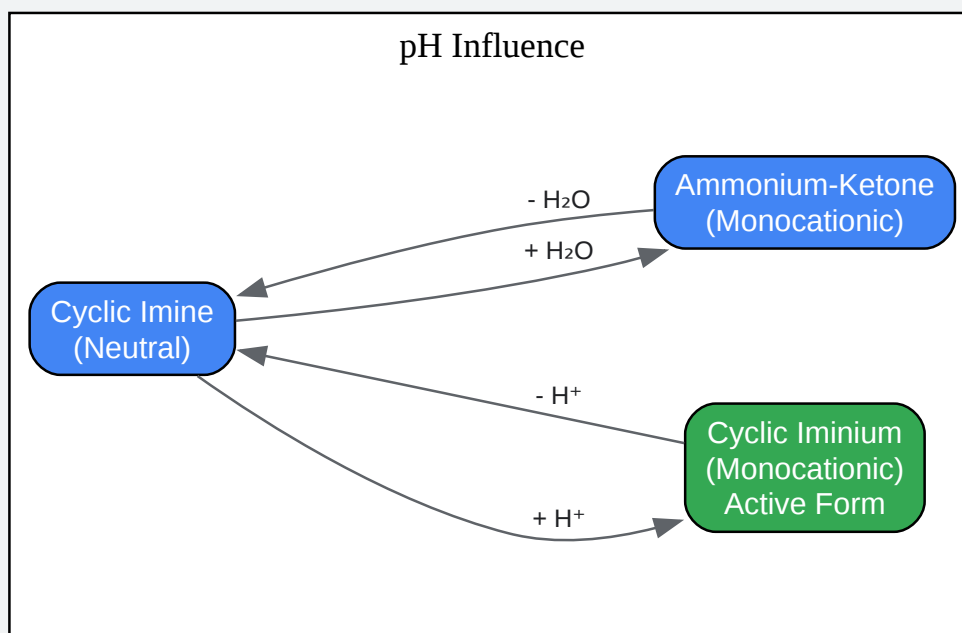 pH Influence
Ammonium-Ketone
(Monocationic)
- H₂O
+ H₂O
Cyclic Imine
(Neutral)
- H⁺
Cyclic Iminium
(Monocationic)
Active Form
+ H⁺